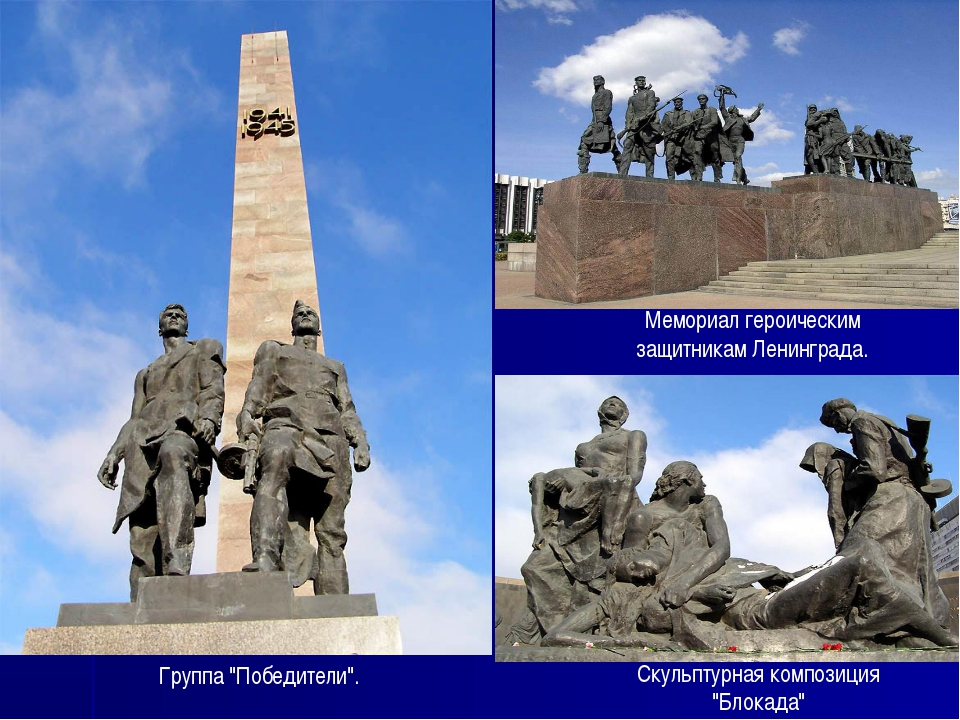 1941
1945
Мемориал героическим
защитникам Ленинграда.
Группа "Победители".
Скульптурная композиция
"Блокада"